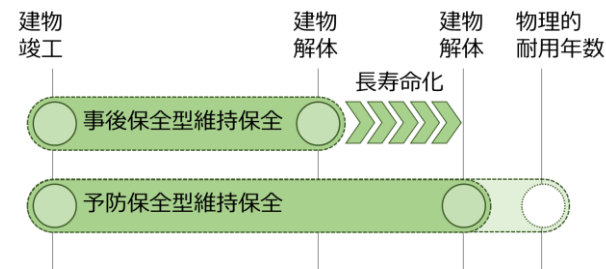 建物
竣工
建物
解体
建物
解体
物理的
耐用年数
長寿命化
事後保全型維持保全
予防保全型維持保全